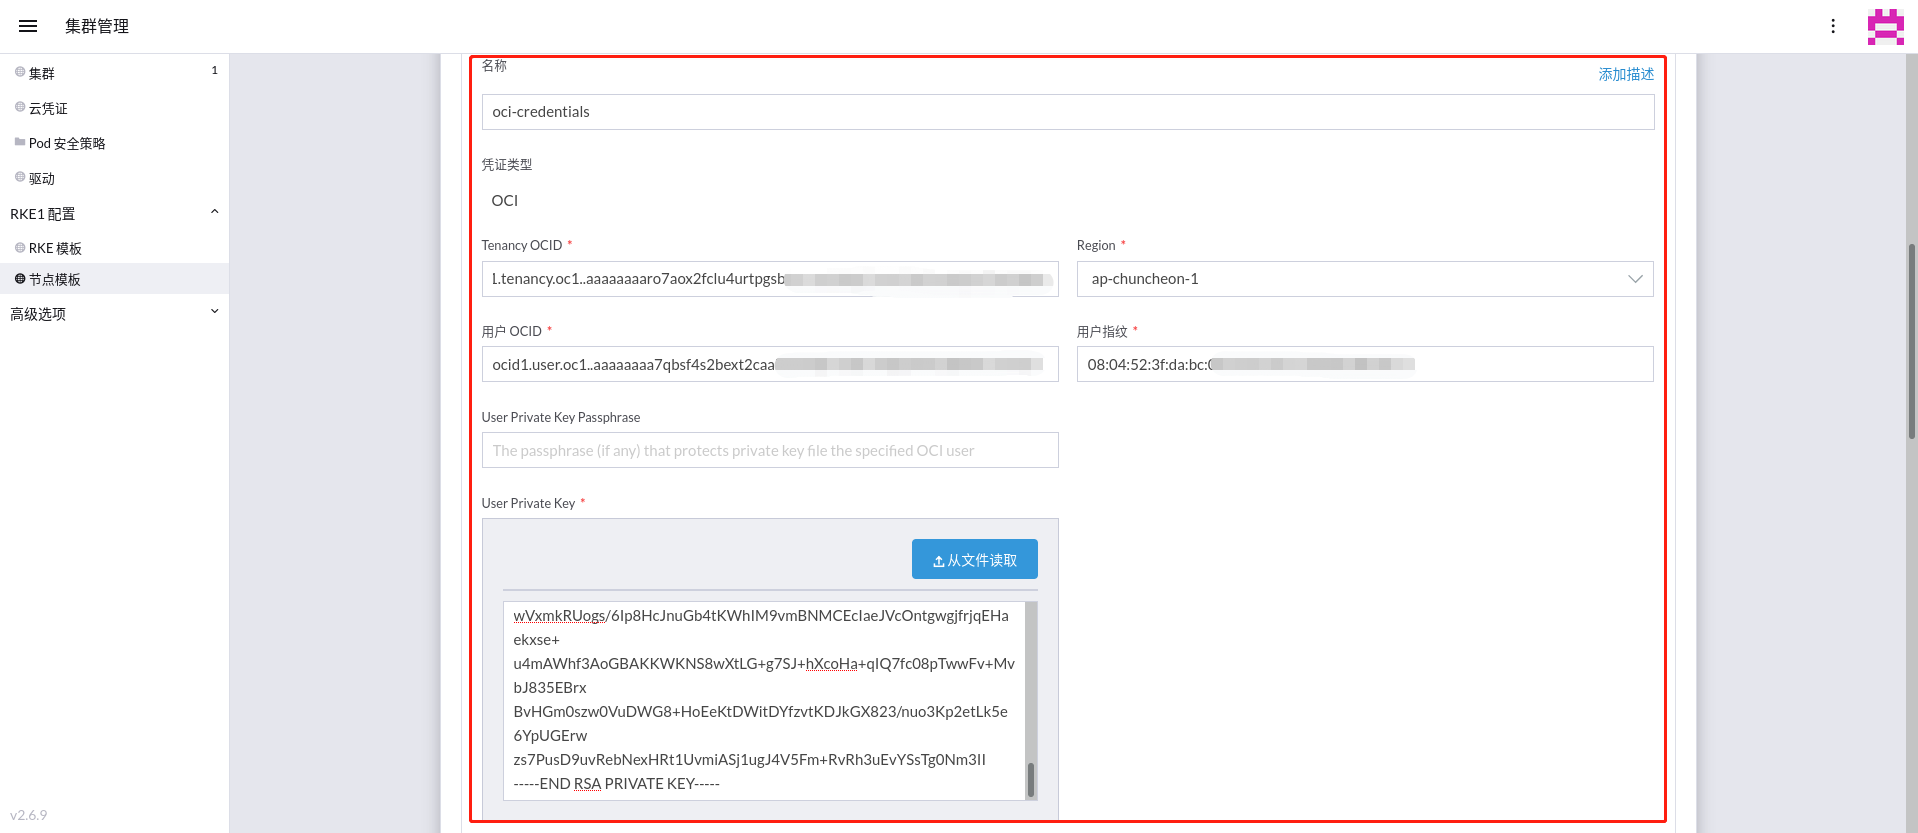 集群管理
集群 1
云凭证
Pod 安全策略
驱动
RKE1 配置
RKE 模板
节点模板
高级选项
v2.6.9
名称
添加描述
oci-credentials
凭证类型
OCI
Tenancy OCID *
Region *
l.tenancy.oc1..aaaaaaaaro7aox2fclu4urtpgsb
ap-chuncheon-1
用户 OCID *
用户指纹 *
ocid1.user.oc1..aaaaaaaa7qbsf4s2bext2caa
08:04:52:3f:da:bc:
User Private Key Passphrase
The passphrase (if any) that protects private key file the specified OCI user
User Private Key *
从文件读取
wVxmkRUogs/6Ip8HcJnuGb4tKWhIM9vmBNMCEcIaeJVcOntgwgjfrjqEHa
ekxse+
u4mAWhf3AoGBAKKWKNS8wXtLG+g7SJ+hXcoHa+qIQ7fc08pTwwFv+Mv
bJ835EBrx
BvHGm0szw0VuDWG8+HoEeKtDWitDYfzvtKDJkGX823/nuo3Kp2etLk5e
6YpUGErw
zs7PusD9uvRebNexHRt1UvmiASj1ugJ4V5Fm+RvRh3uEvYSsTg0Nm3II
-----END RSA PRIVATE KEY-----